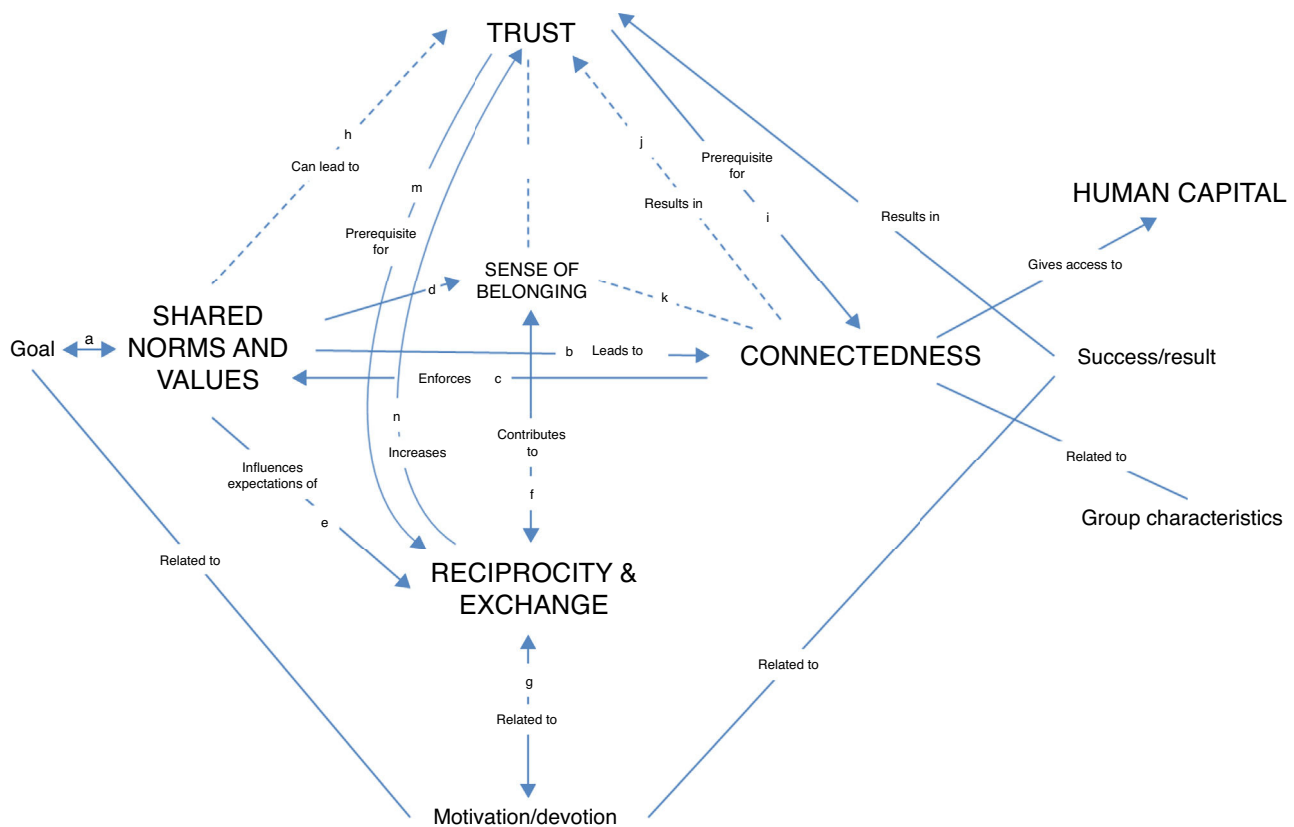 TRUST
h
Can lead to
m
Prerequisite
for
j
Results in
Prerequisite
for
i
Results in
HUMAN CAPITAL
Gives access to
SENSE OF
BELONGING
d
k
SHARED
NORMS AND
VALUES
Goal
a
b
Leads to
CONNECTEDNESS
Success/result
Enforces
c
n
Increases
Contributes
to
f
Influences
expectations of
e
Related to
Group characteristics
Related to
RECIPROCITY &
EXCHANGE
g
Related to
Related to
Motivation/devotion